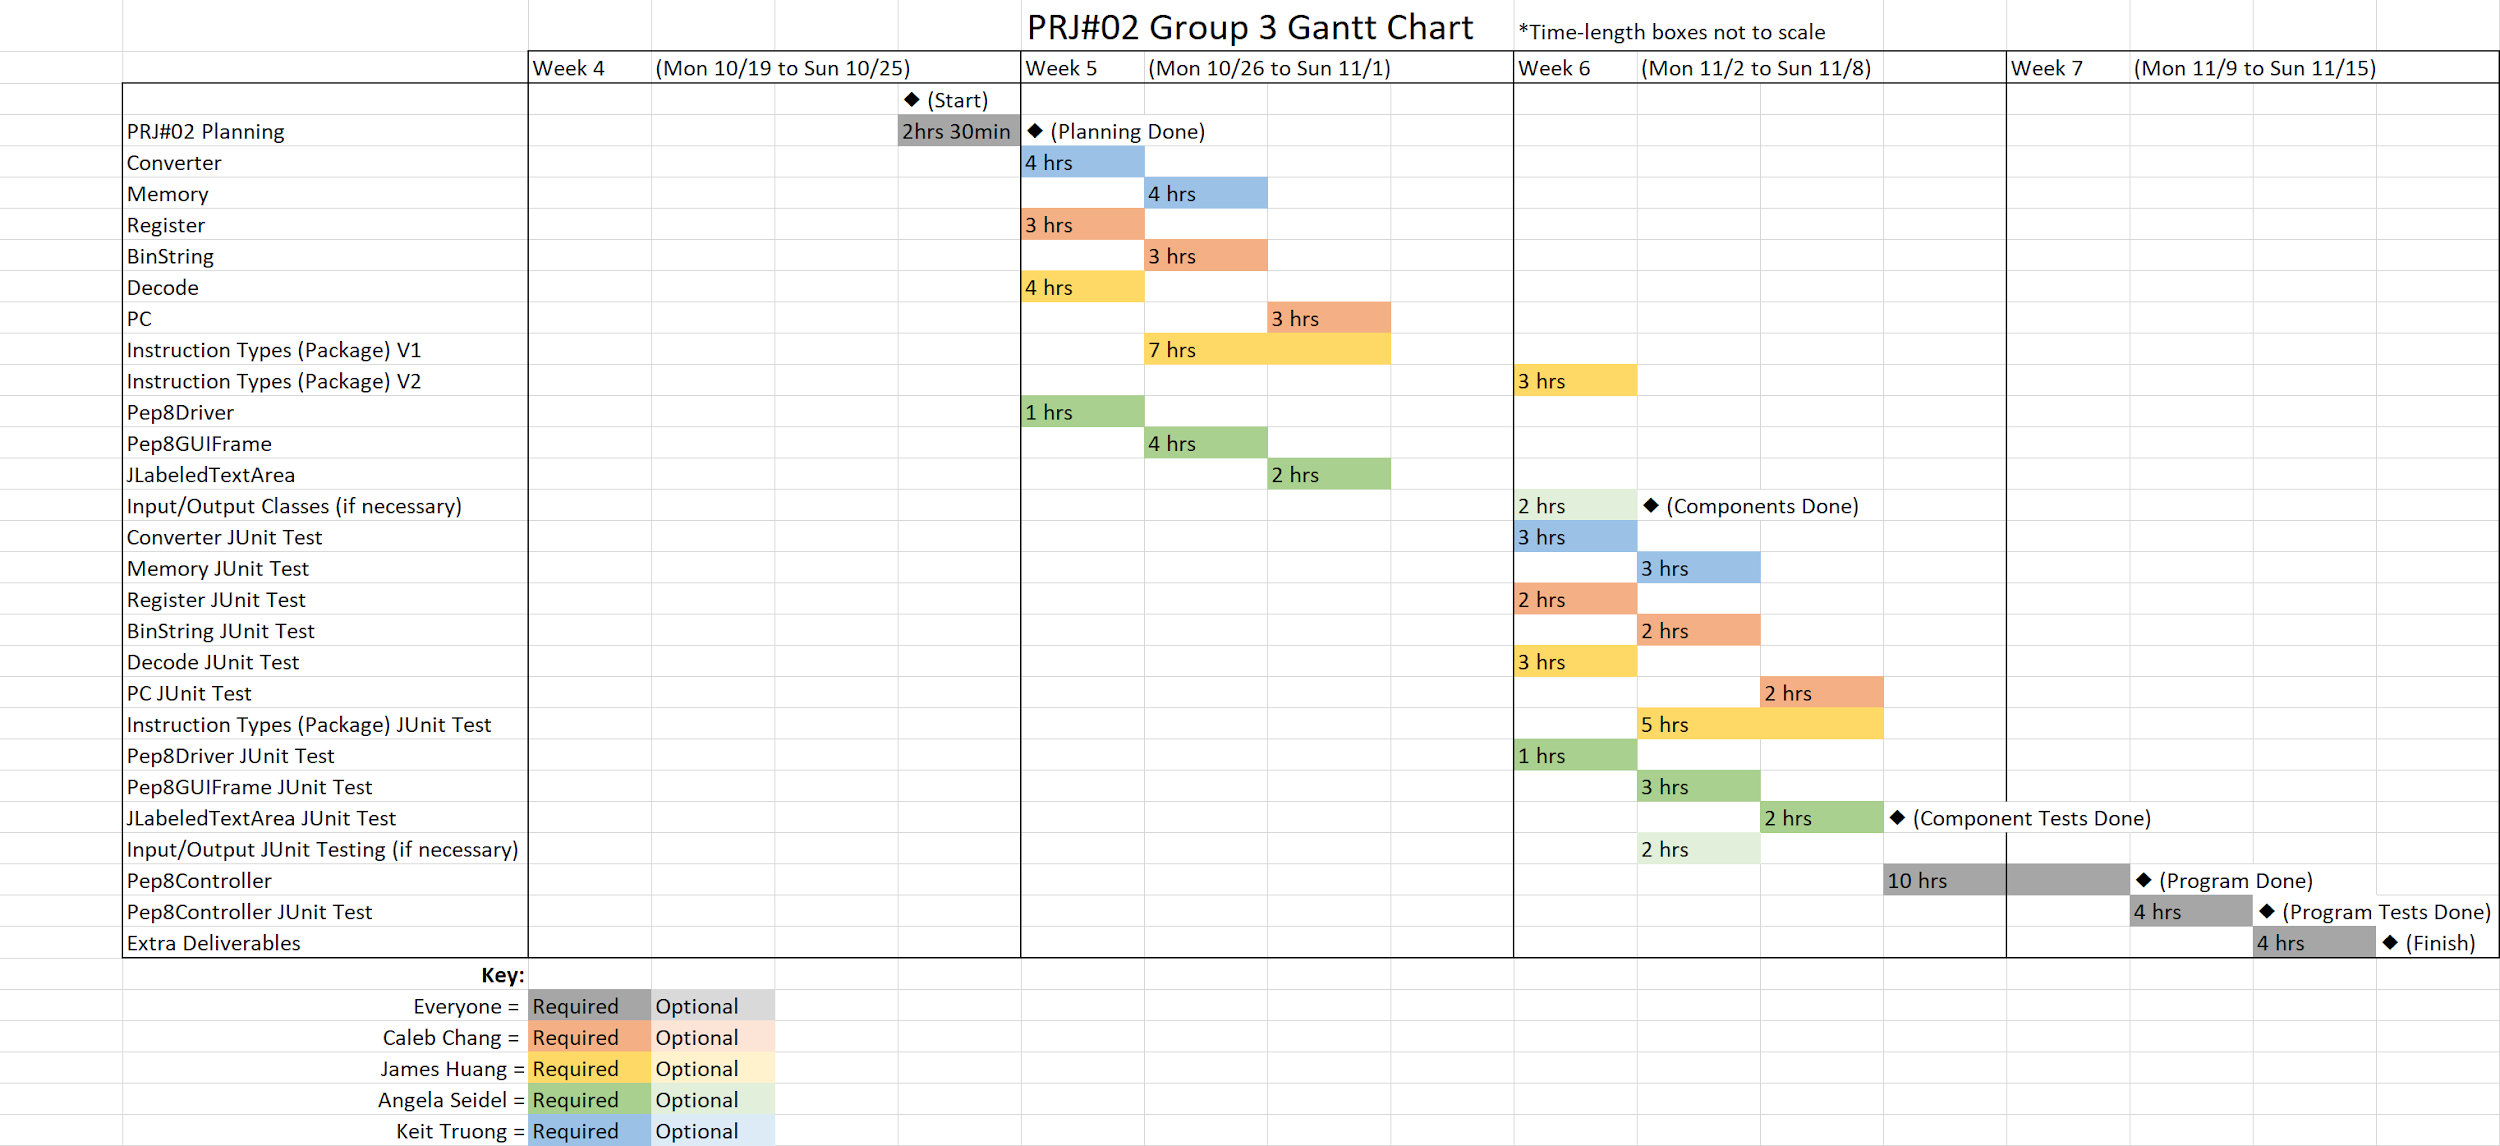 PRJ#02 Group 3 Gantt Chart *Time-length boxes not to scale
Week 4 (Mon 10/19 to Sun 10/25) Week 5 (Mon 10/26 to Sun 11/1) Week 6 (Mon 11/2 to Sun 11/8) Week 7 (Mon 11/9 to Sun 11/15)
◆ (Start)
PRJ#02 Planning 2hrs 30min ◆ (Planning Done)
Converter 4 hrs
Memory 4 hrs
Register 3 hrs
BinString 3 hrs
Decode 4 hrs
PC 3 hrs
Instruction Types (Package) V1 7 hrs
Instruction Types (Package) V2 3 hrs
Pep8Driver 1 hrs
Pep8GUIFrame 4 hrs
JLabeledTextArea 2 hrs
Input/Output Classes (if necessary) 2 hrs ◆ (Components Done)
Converter JUnit Test 3 hrs
Memory JUnit Test 3 hrs
Register JUnit Test 2 hrs
BinString JUnit Test 2 hrs
Decode JUnit Test 3 hrs
PC JUnit Test 2 hrs
Instruction Types (Package) JUnit Test 5 hrs
Pep8Driver JUnit Test 1 hrs
Pep8GUIFrame JUnit Test 3 hrs
JLabeledTextArea JUnit Test 2 hrs ◆ (Component Tests Done)
Input/Output JUnit Testing (if necessary) 2 hrs
Pep8Controller 10 hrs ◆ (Program Done)
Pep8Controller JUnit Test 4 hrs ◆ (Program Tests Done)
Extra Deliverables 4 hrs ◆ (Finish)
Key:
Everyone = Required Optional
Caleb Chang = Required Optional
James Huang = Required Optional
Angela Seidel = Required Optional
Keit Truong = Required Optional